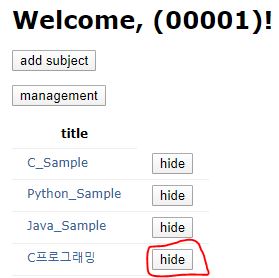 Welcome, (00001)!
add subject
management
title
C_Sample hide
Python_Sample hide
Java_Sample hide
C프로그래밍 hide